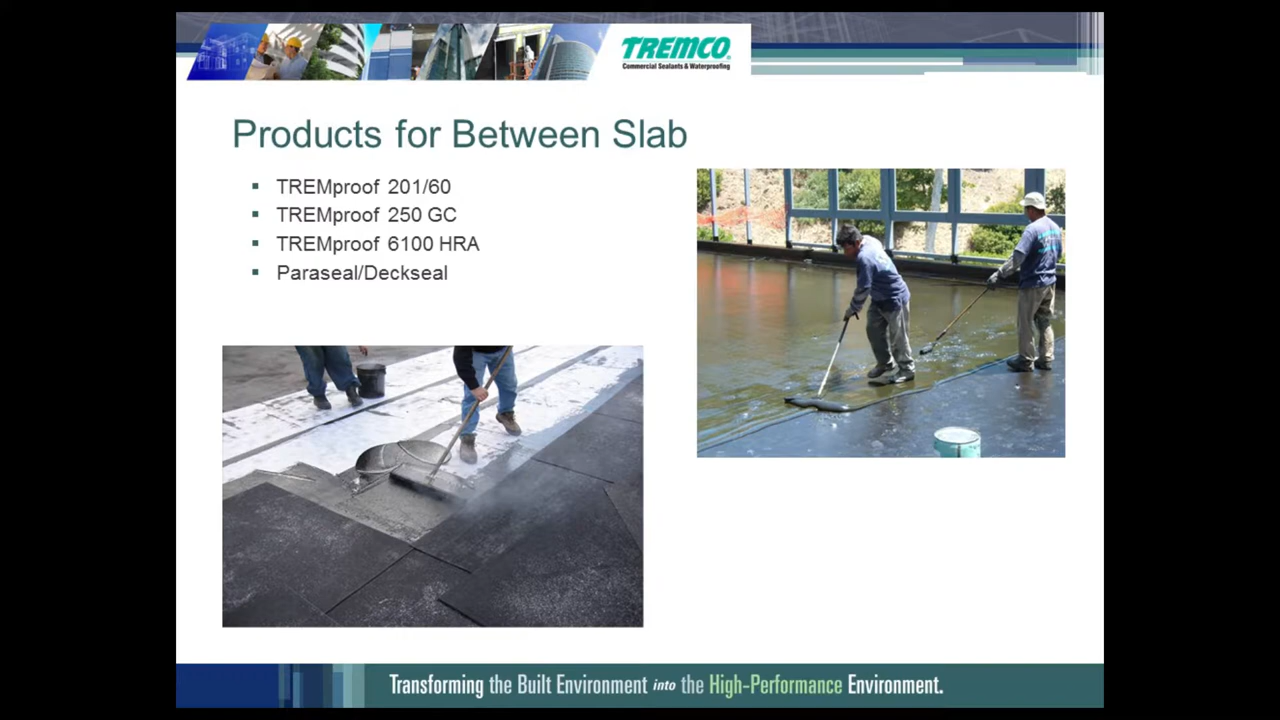 TREMCO
Commercial Sealants & Waterproofing
Products for Between Slab
TREMproof 201/60
TREMproof 250 GC
TREMproof 6100 HRA
Paraseal/Deckseal
Transforming the Built Environment into the High-Performance Environment.